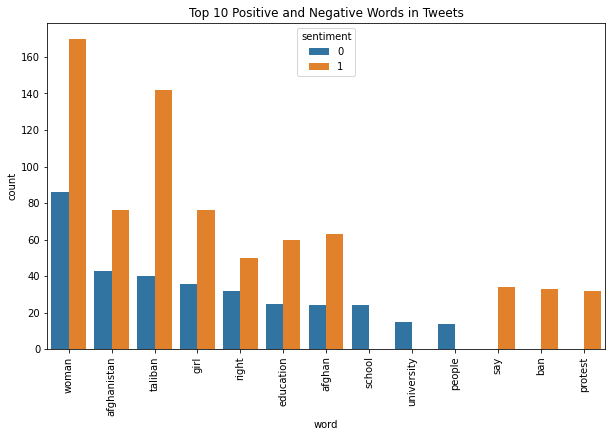 Top 10 Positive and Negative Words in Tweets
sentiment
0
1
count
160
140
120
100
80
60
40
20
0
woman
afghanistan
taliban
girl
right
education
afghan
school
university
people
say
ban
protest
word